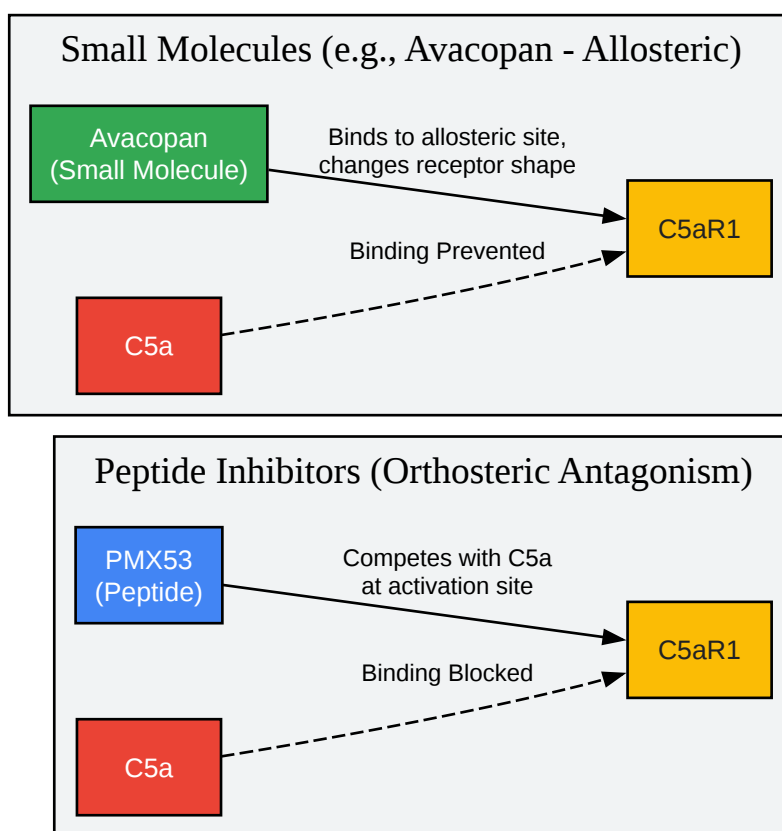 Small Molecules (e.g., Avacopan - Allosteric)
Avacopan
(Small Molecule)
Binds to allosteric site,
changes receptor shape
C5aR1
Binding Prevented
C5a
Peptide Inhibitors (Orthosteric Antagonism)
PMX53
(Peptide)
Competes with C5a
at activation site
C5aR1
Binding Blocked
C5a